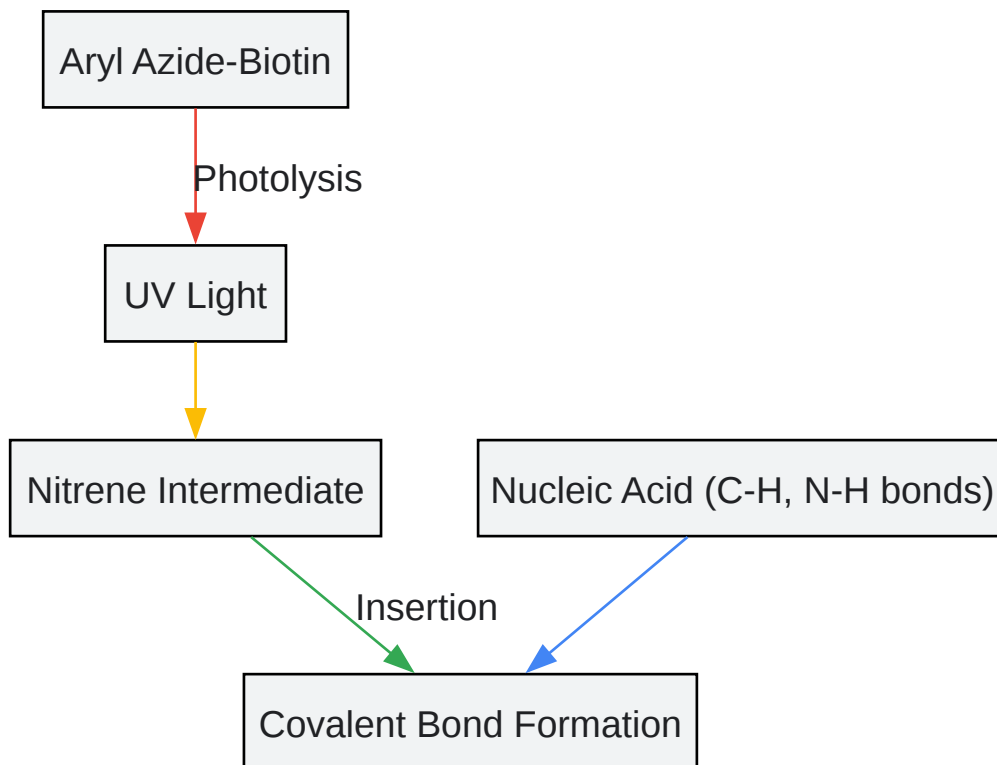 Aryl Azide-Biotin
Photolysis
UV Light
Nitrene Intermediate
Nucleic Acid (C-H, N-H bonds)
Insertion
Covalent Bond Formation